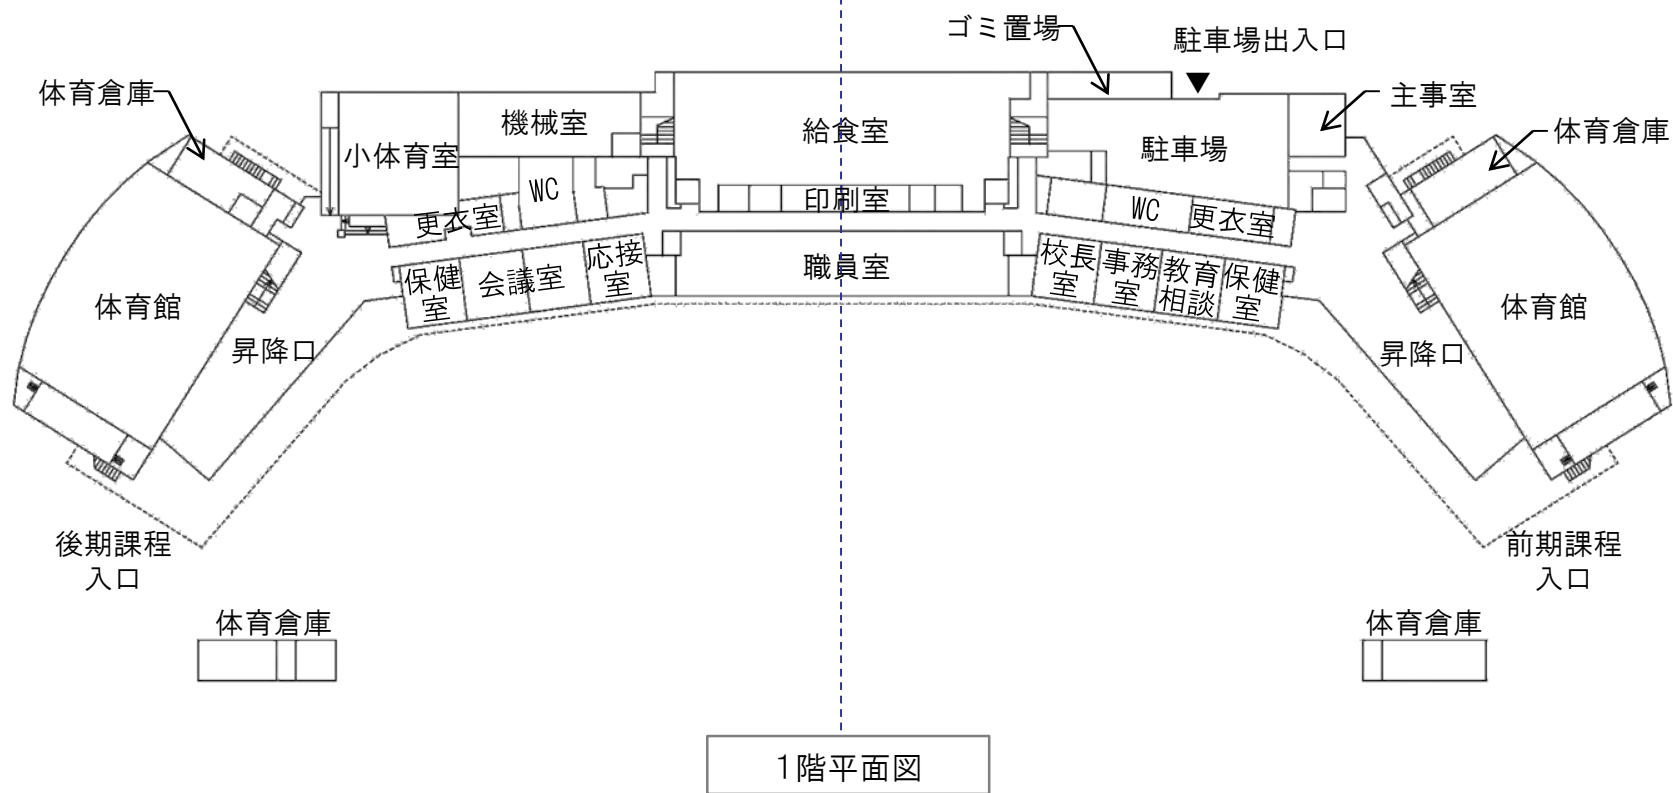 ゴミ置場
駐車場出入口
体育倉庫
機械室
給食室
主事室
体育倉庫
小体育室
駐車場
WC
印刷室
WC
更衣室
更衣室
保健
室
会議室
応接
室
職員室
校長
室
事務
室
教育
相談
保健
室
体育館
体育館
昇降口
昇降口
後期課程
入口
前期課程
入口
体育倉庫
体育倉庫
1階平面図